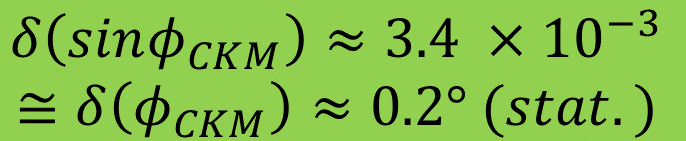 δ(sinϕ_CKM) ≈ 3.4 × 10⁻³
≅ δ(ϕ_CKM) ≈ 0.2° (stat.)